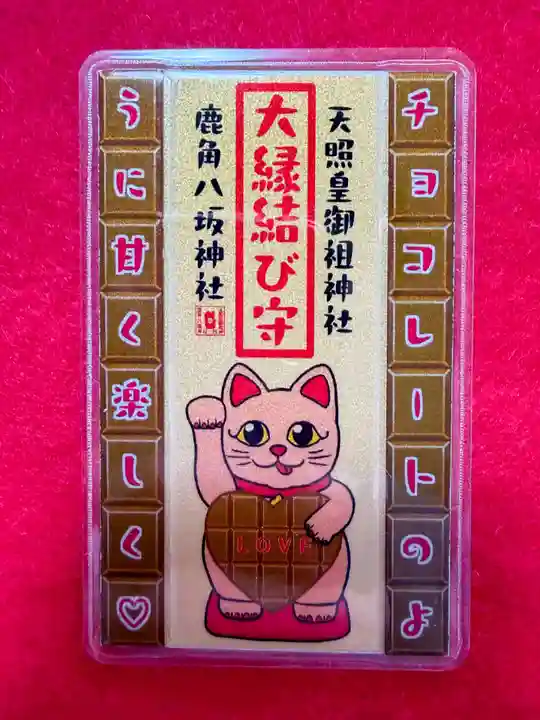 チョコレートのよ
天照皇御祖神社
大縁結び守
鹿角八坂神社
うに甘く楽しく♡
LOVE